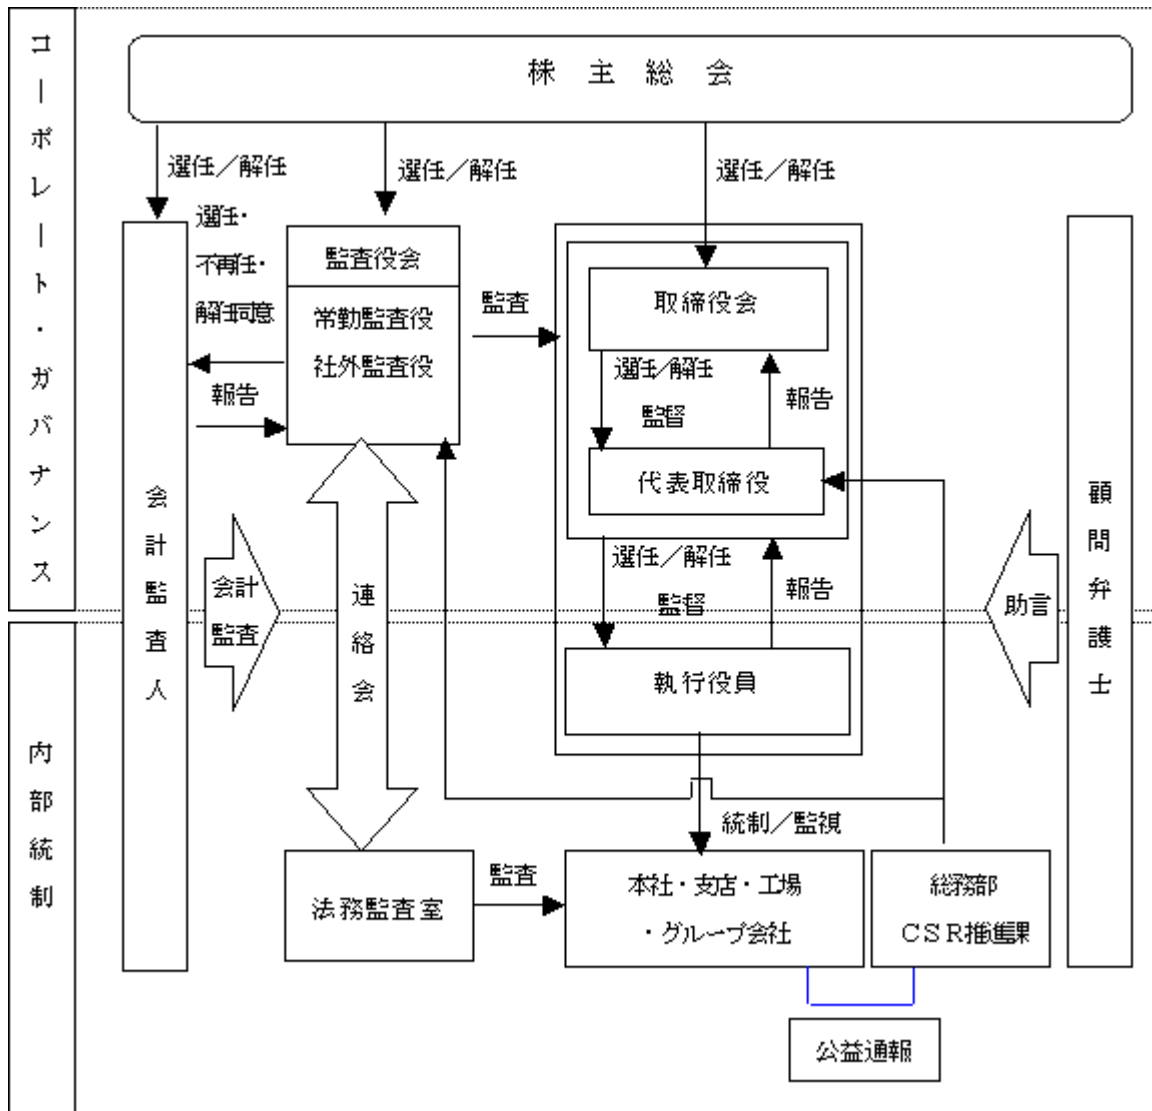 コーポレート・ガバナンス
株主総会
選任／解任
選任／解任
選任／解任
選任・
不再任・
解任同意
監査役会
常勤監査役
社外監査役
監査
報告
取締役会
選任／解任
監督
報告
代表取締役
選任／解任
監督
報告
執行役員
会計監査人
会計
監査
連絡会
顧問弁護士
助言
内部統制
統制／監視
法務監査室
監査
本社・支店・工場
・グループ会社
総務部
ＣＳＲ推進課
公益通報